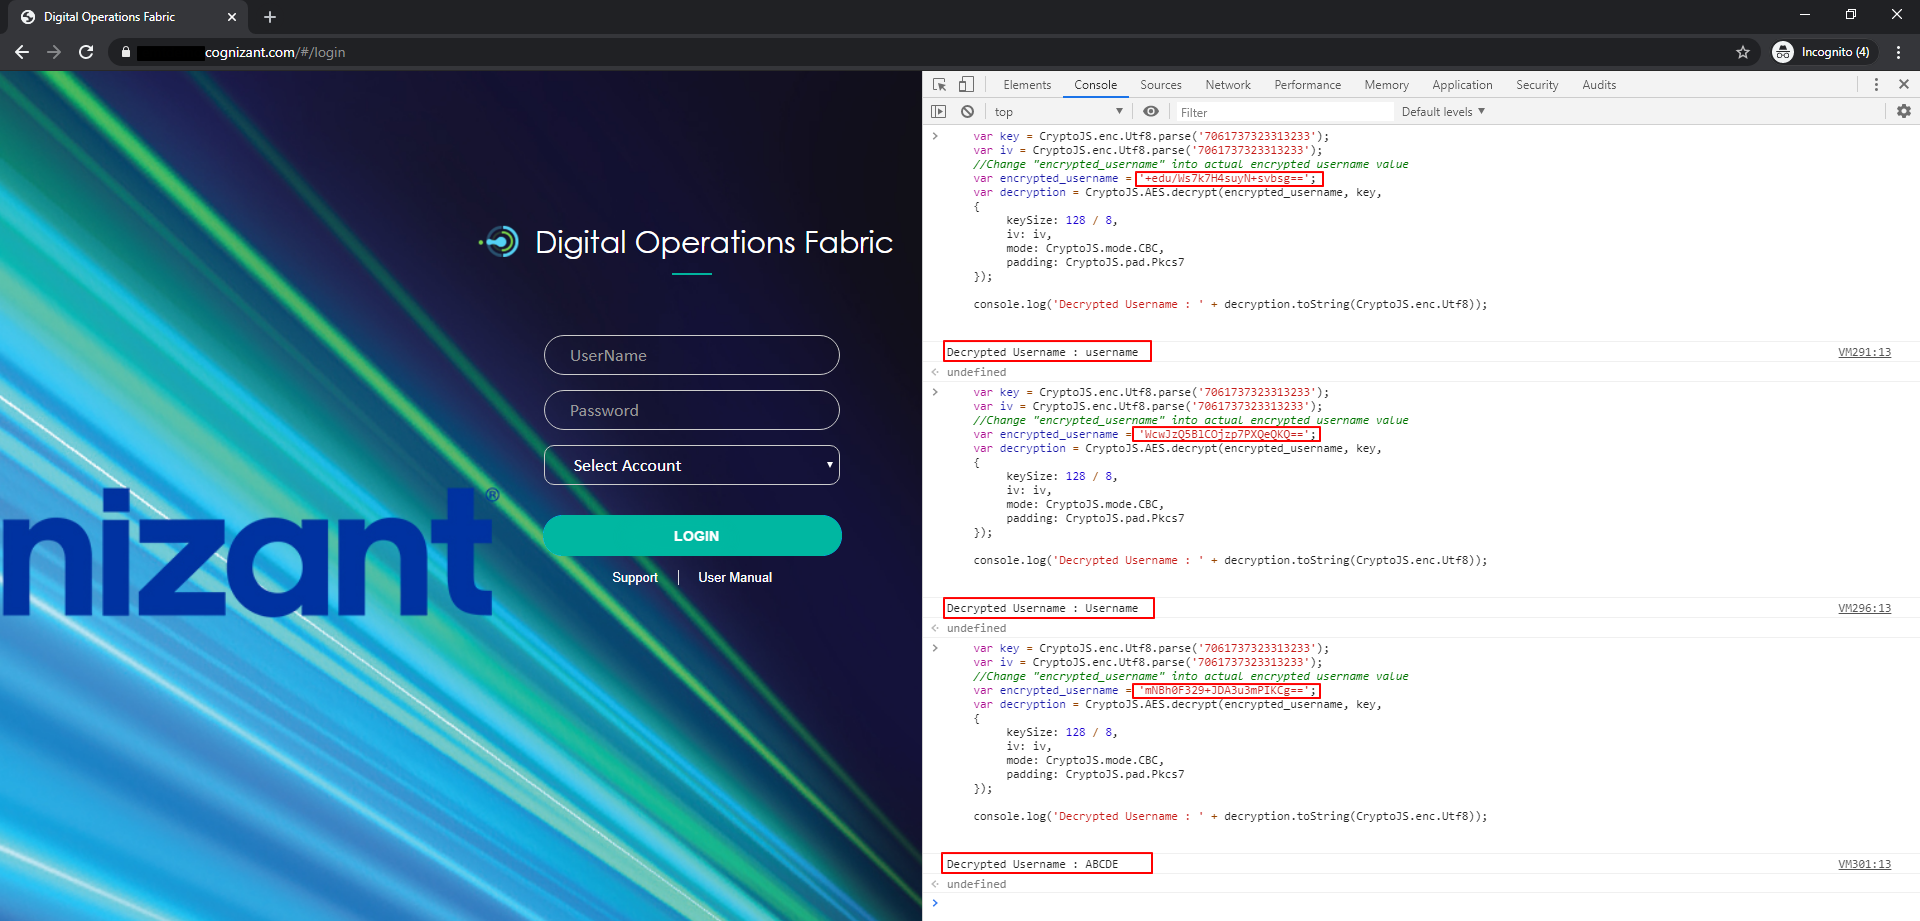 Digital Operations Fabric
cognizant.com/#/login
Incognito (4)
nizant®
Digital Operations Fabric
UserName
Password
Select Account
LOGIN
Support | User Manual
Elements Console Sources Network Performance Memory Application Security Audits
top Filter Default levels
var key = CryptoJS.enc.Utf8.parse('7061737323313233');
var iv = CryptoJS.enc.Utf8.parse('7061737323313233');
//Change "encrypted_username" into actual encrypted username value
var encrypted_username = '+edu/Ws7k7H4suyN+svbsg==';
var decryption = CryptoJS.AES.decrypt(encrypted_username, key,
{
keySize: 128 / 8,
iv: iv,
mode: CryptoJS.mode.CBC,
padding: CryptoJS.pad.Pkcs7
});
console.log('Decrypted Username : ' + decryption.toString(CryptoJS.enc.Utf8));
Decrypted Username : username VM291:13
undefined
var key = CryptoJS.enc.Utf8.parse('7061737323313233');
var iv = CryptoJS.enc.Utf8.parse('7061737323313233');
//Change "encrypted_username" into actual encrypted username value
var encrypted_username = 'WcwJzQ5BlCOjzp7PXQeQKQ==';
var decryption = CryptoJS.AES.decrypt(encrypted_username, key,
{
keySize: 128 / 8,
iv: iv,
mode: CryptoJS.mode.CBC,
padding: CryptoJS.pad.Pkcs7
});
console.log('Decrypted Username : ' + decryption.toString(CryptoJS.enc.Utf8));
Decrypted Username : Username VM296:13
undefined
var key = CryptoJS.enc.Utf8.parse('7061737323313233');
var iv = CryptoJS.enc.Utf8.parse('7061737323313233');
//Change "encrypted_username" into actual encrypted username value
var encrypted_username = 'mNBh0F329+JDA3u3mPIKCg==';
var decryption = CryptoJS.AES.decrypt(encrypted_username, key,
{
keySize: 128 / 8,
iv: iv,
mode: CryptoJS.mode.CBC,
padding: CryptoJS.pad.Pkcs7
});
console.log('Decrypted Username : ' + decryption.toString(CryptoJS.enc.Utf8));
Decrypted Username : ABCDE VM301:13
undefined